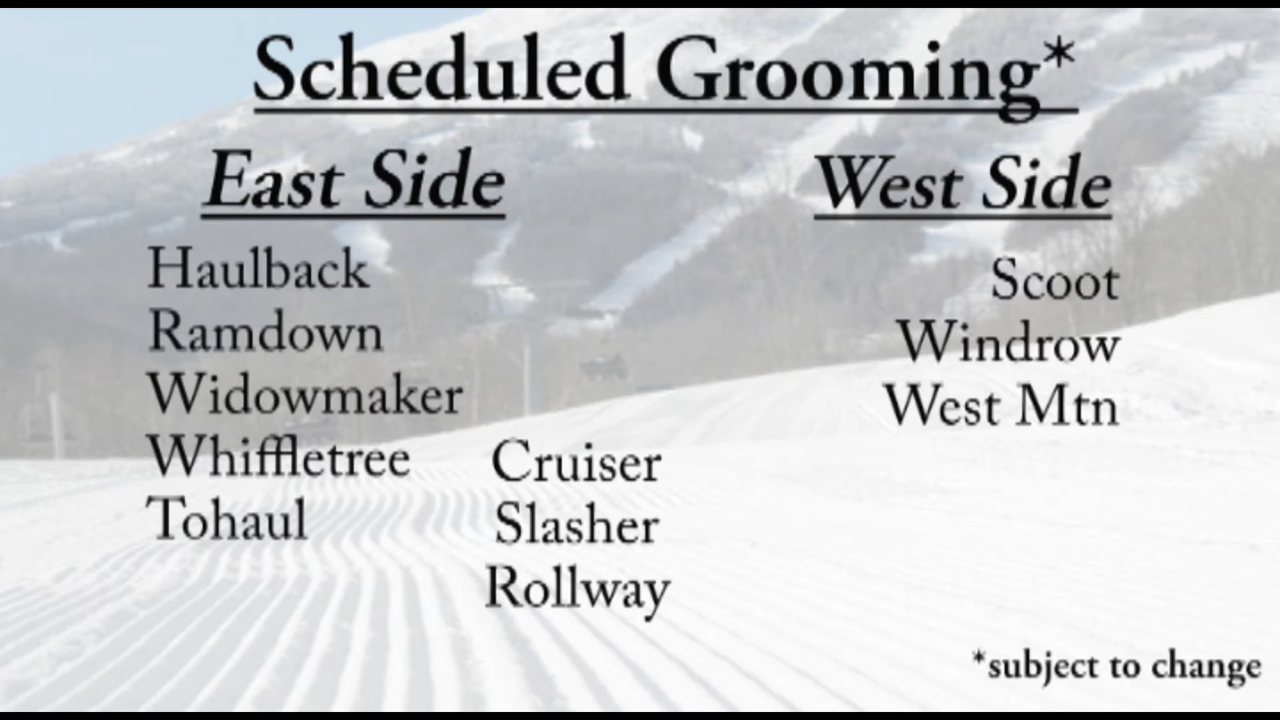 Scheduled Grooming*
East Side
Haulback
Ramdown
Widowmaker
Whiffletree
Tohaul
Cruiser
Slasher
Rollway
West Side
Scoot
Windrow
West Mtn
*subject to change